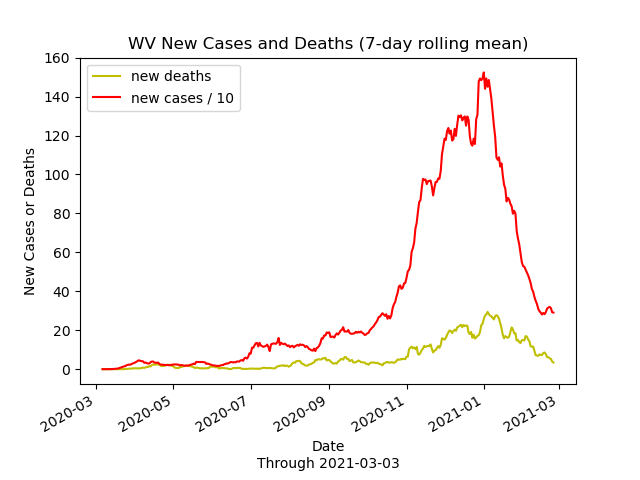 WV New Cases and Deaths (7-day rolling mean)
new deaths
new cases / 10
New Cases or Deaths
160
140
120
100
80
60
40
20
0
2020-03
2020-05
2020-07
2020-09
2020-11
2021-01
2021-03
Date
Through 2021-03-03